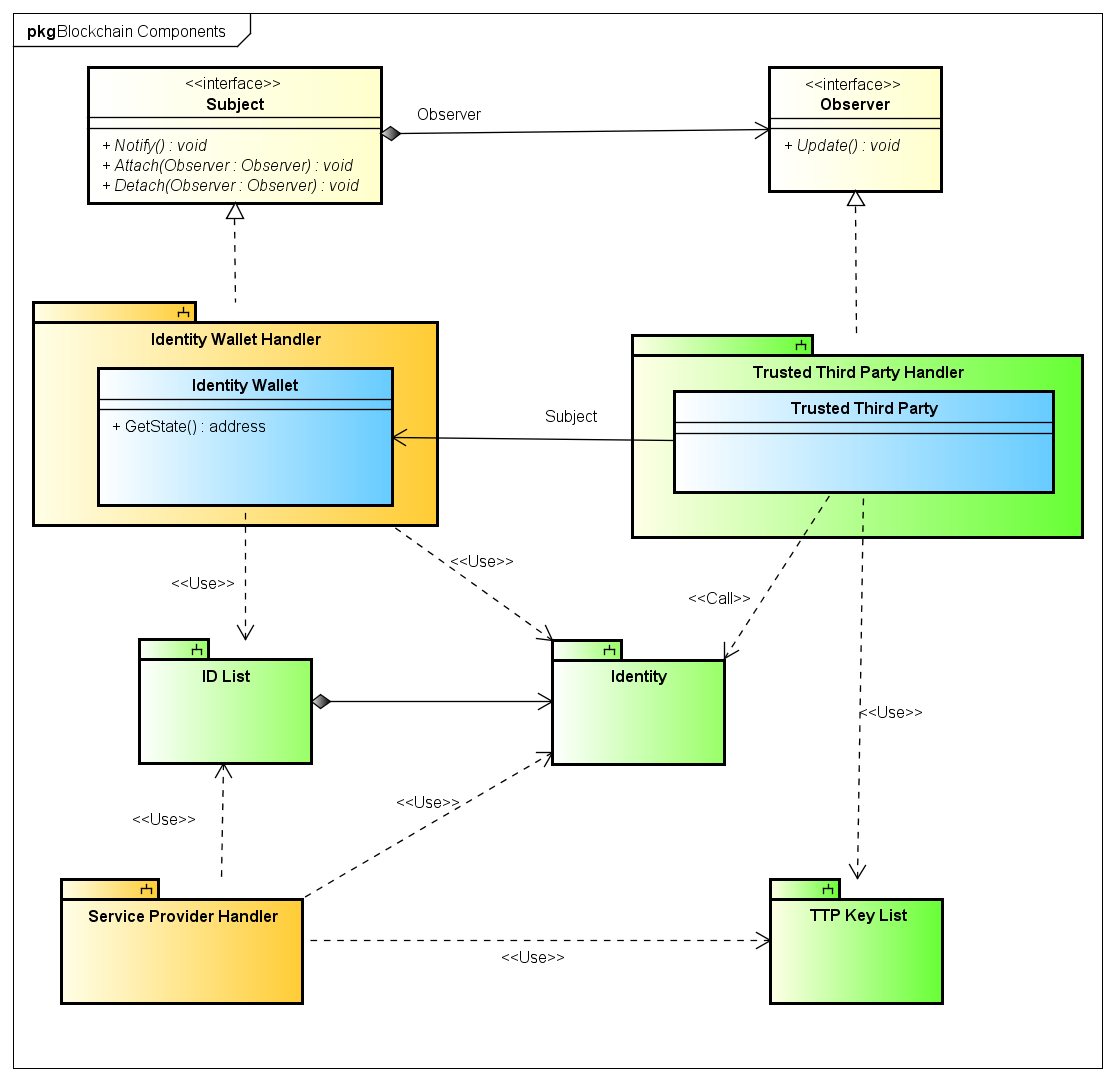 pkgBlockchain Components
<<interface>>
Subject
+ Notify() : void
+ Attach(Observer : Observer) : void
+ Detach(Observer : Observer) : void
Observer
<<interface>>
Observer
+ Update() : void
Identity Wallet Handler
Identity Wallet
+ GetState() : address
Subject
Trusted Third Party Handler
Trusted Third Party
<<Use>>
<<Use>>
<<Call>>
<<Use>>
ID List
Identity
<<Use>>
<<Use>>
Service Provider Handler
<<Use>>
TTP Key List